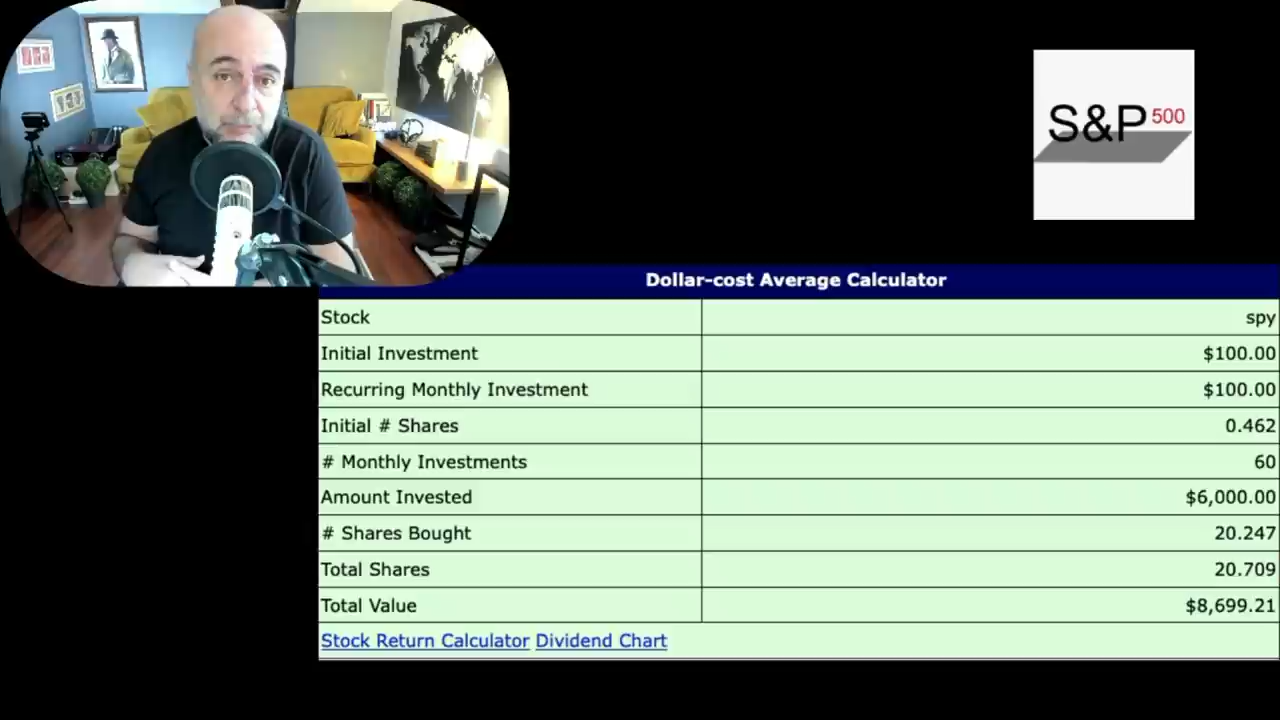 S&P 500
Dollar-cost Average Calculator
Stock spy
Initial Investment $100.00
Recurring Monthly Investment $100.00
Initial # Shares 0.462
# Monthly Investments 60
Amount Invested $6,000.00
# Shares Bought 20.247
Total Shares 20.709
Total Value $8,699.21
Stock Return Calculator Dividend Chart